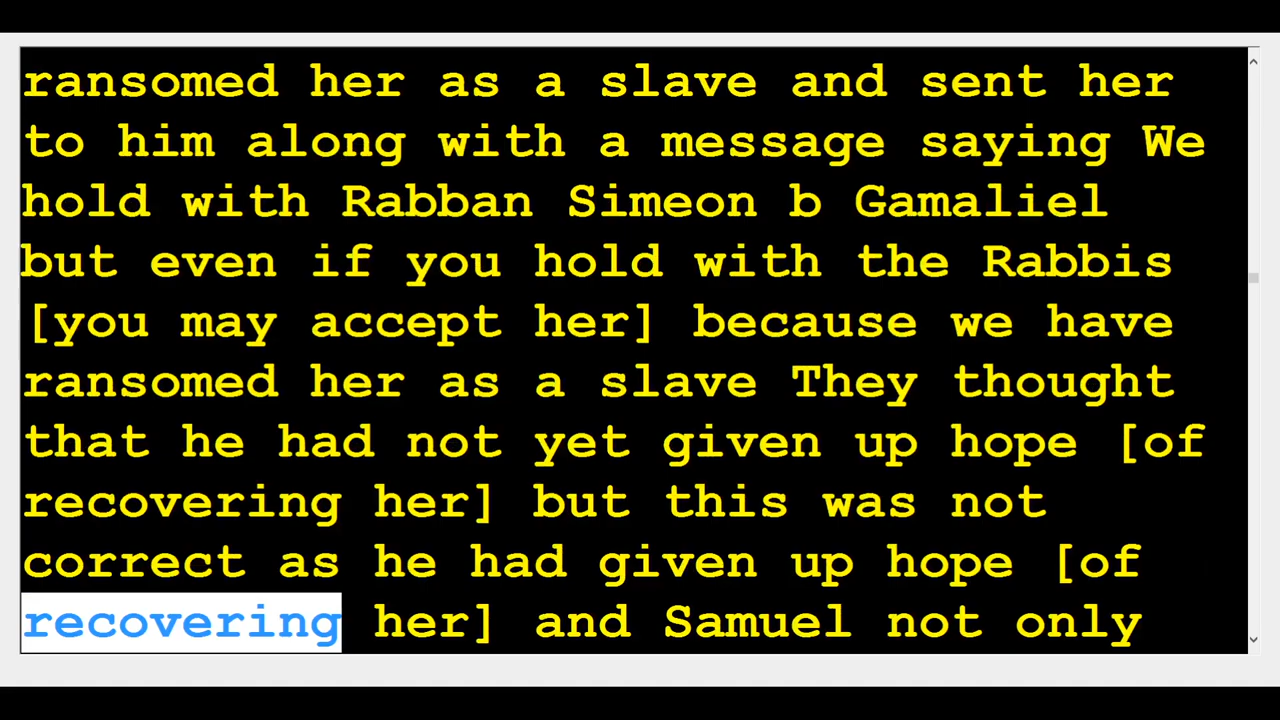 ransomed her as a slave and sent her
to him along with a message saying We
hold with Rabban Simeon b Gamaliel
but even if you hold with the Rabbis
[you may accept her] because we have
ransomed her as a slave They thought
that he had not yet given up hope [of
recovering her] but this was not
correct as he had given up hope [of
recovering her] and Samuel not only